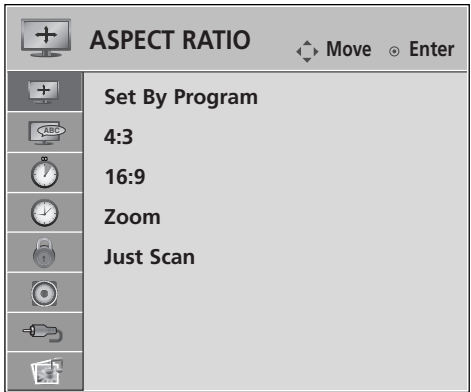 ASPECT RATIO Move Enter
Set By Program
ABC
4:3
16:9
Zoom
Just Scan